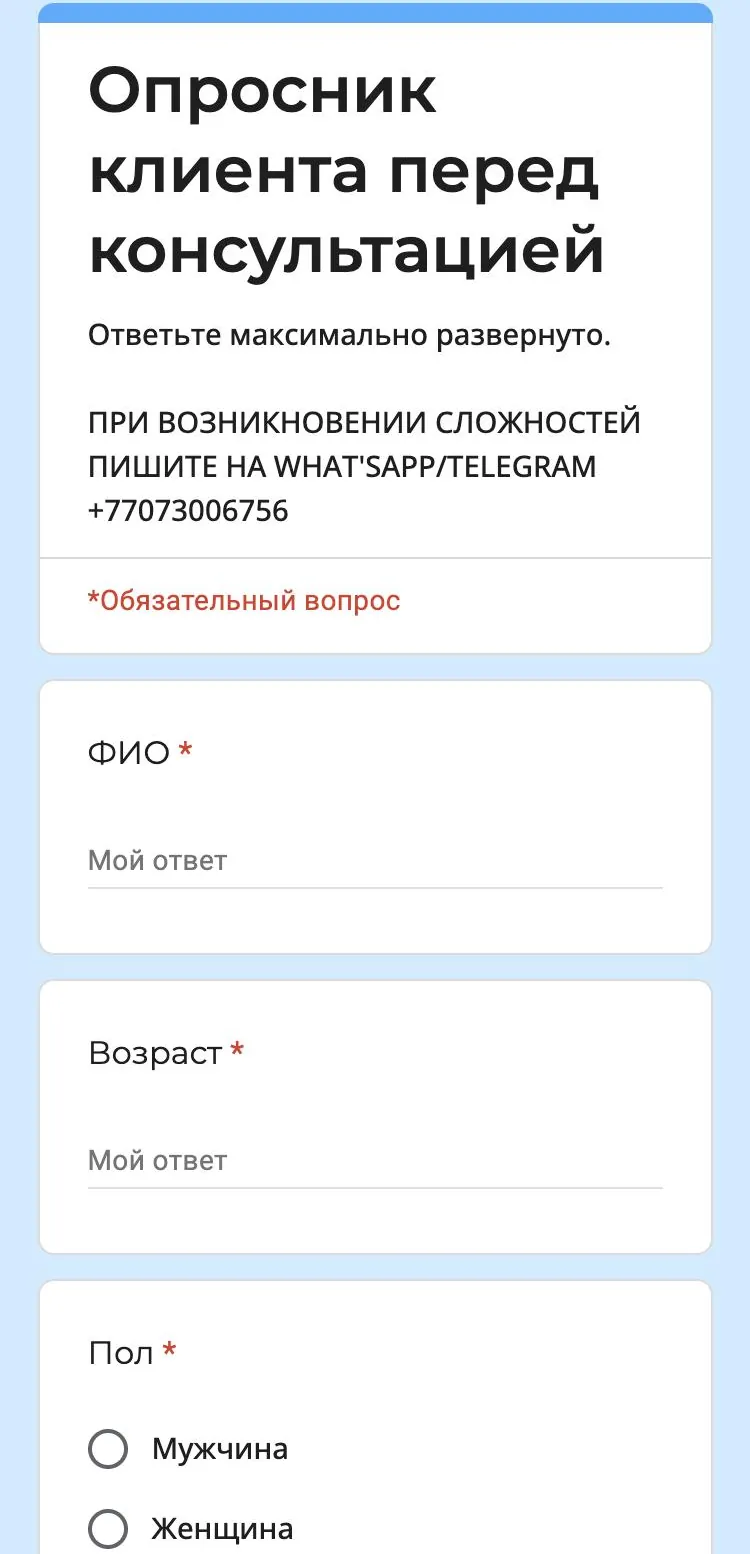 Опросник
клиента перед
консультацией
Ответьте максимально развернуто.
ПРИ ВОЗНИКНОВЕНИИ СЛОЖНОСТЕЙ
ПИШИТЕ НА WHAT'SAPP/TELEGRAM
+77073006756
*Обязательный вопрос
ФИО *
Мой ответ
Возраст *
Мой ответ
Пол *
Мужчина
Женщина